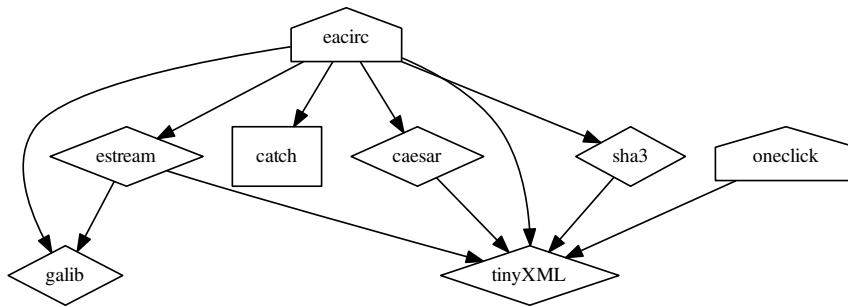 eacirc
estream
catch
caesar
sha3
oneclick
galib
tinyXML